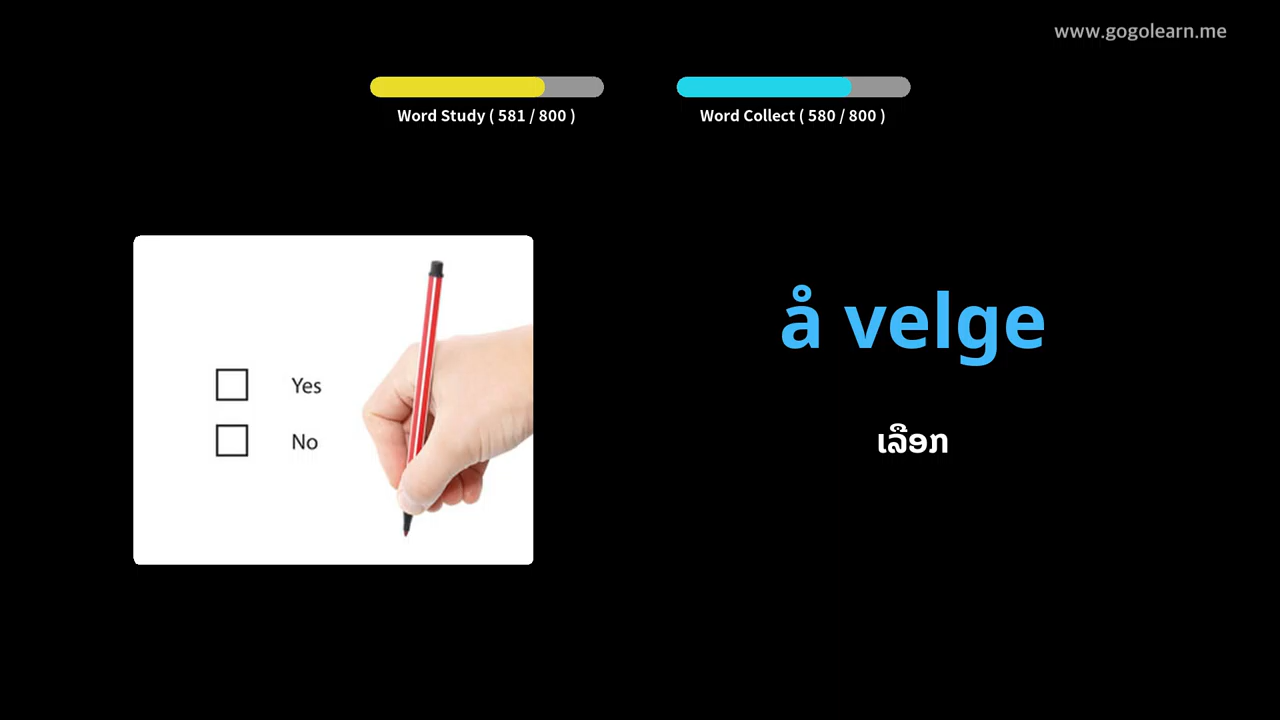 www.gogolearn.me
Word Study ( 581 / 800 )
Word Collect ( 580 / 800 )
Yes
No
å velge
ເລືອກ